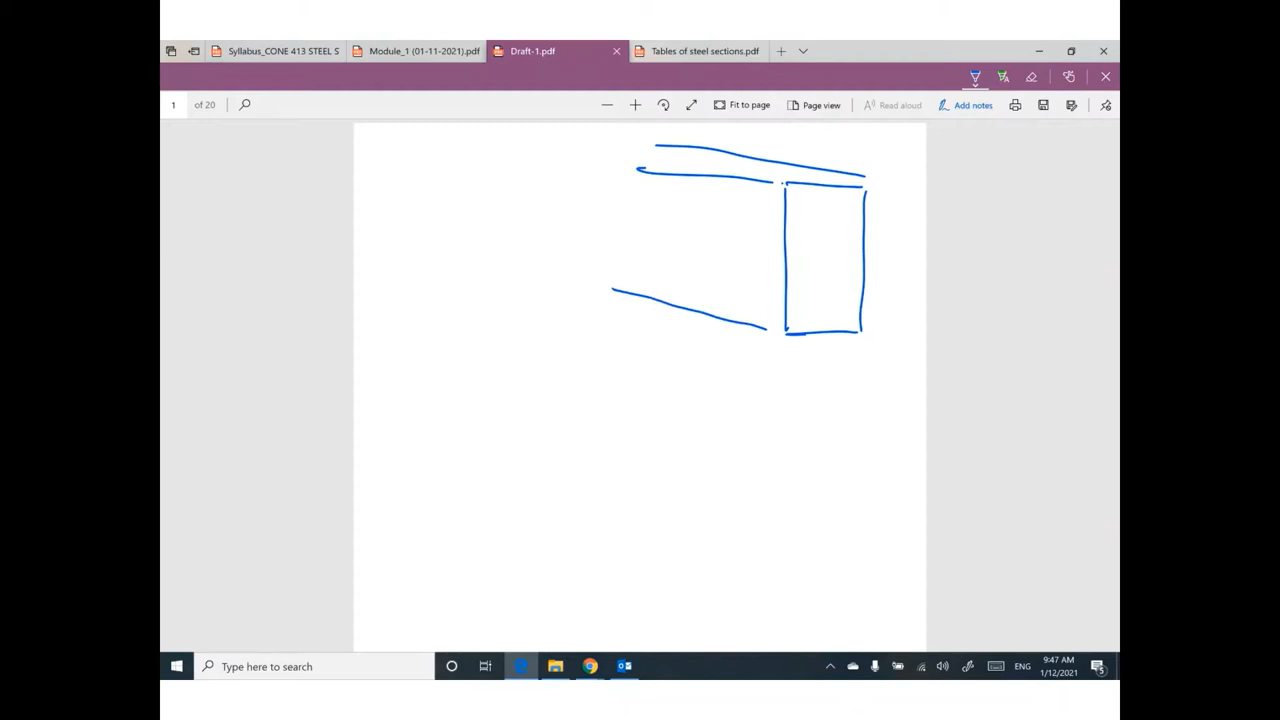 Syllabus_CONE 413 STEEL S
Module_1 (01-11-2021).pdf
Draft-1.pdf
Tables of steel sections.pdf
1 of 20
Fit to page
Page view
Read aloud
Add notes
Type here to search
ENG
9:47 AM
1/12/2021
5